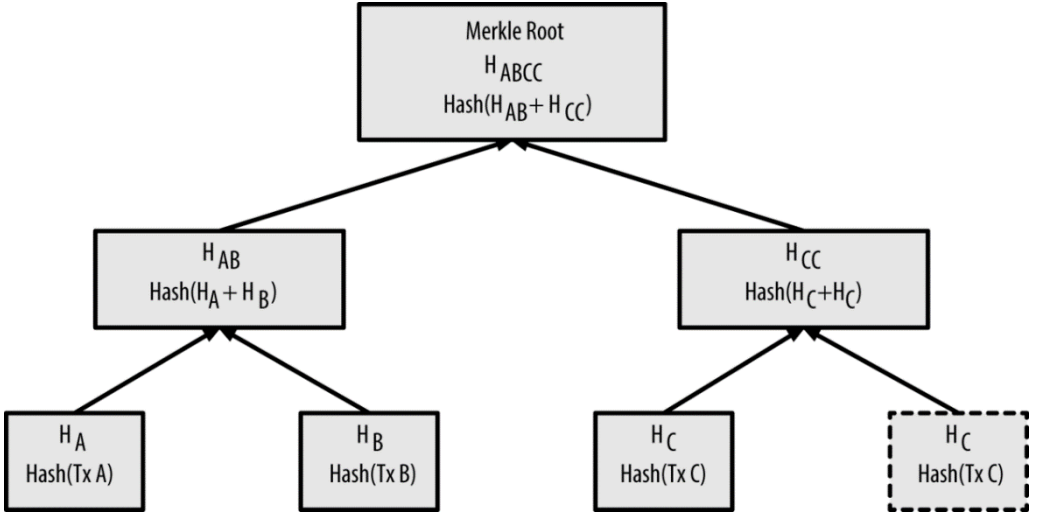 Merkle Root
H ABCC
Hash(H AB + H CC)
H AB
Hash(H A + H B)
H CC
Hash(H C+H C)
H A
Hash(Tx A)
H B
Hash(Tx B)
H C
Hash(Tx C)
H C
Hash(Tx C)